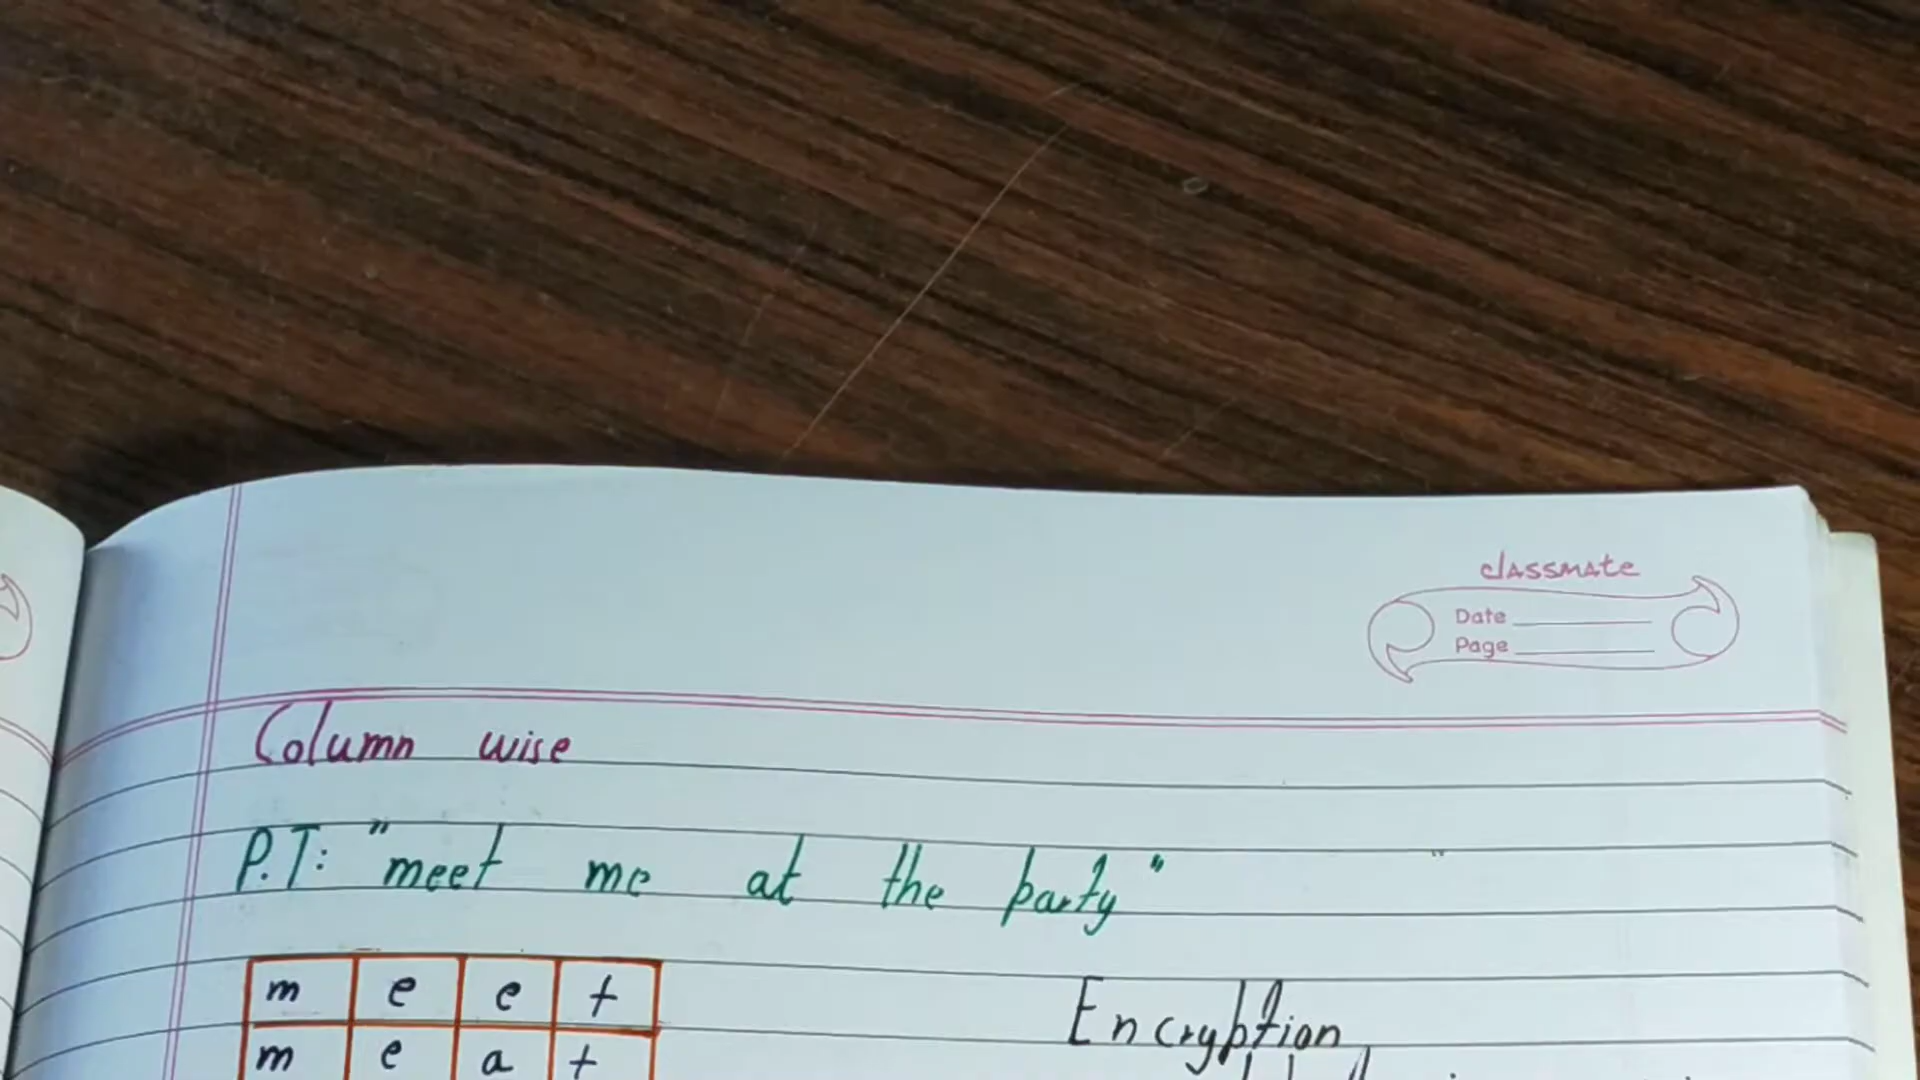 classmate
Date
Page
Column wise
P.T: "meet me at the party"
m e e t
m e a t
Encryption